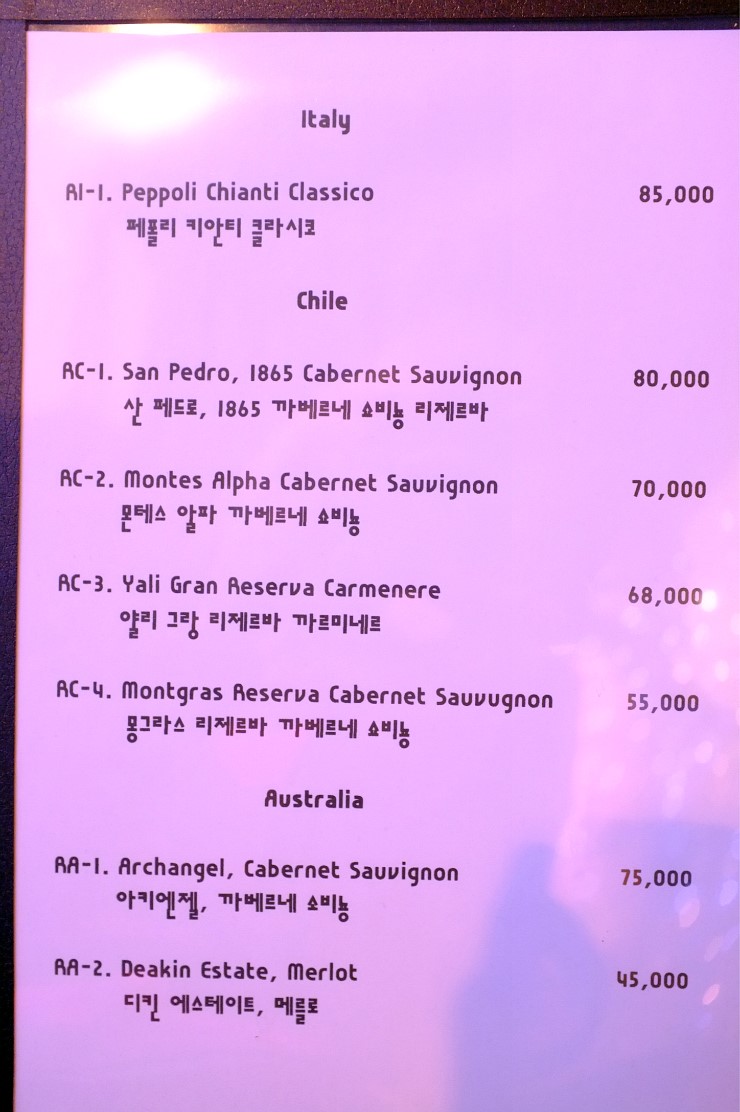 Italy
RI-1. Peppoli Chianti Classico 85,000
페폴리 키안티 클라시코
Chile
RC-1. San Pedro, 1865 Cabernet Sauvignon 80,000
산 페드로, 1865 까베르네 쇼비뇽 리제르바
RC-2. Montes Alpha Cabernet Sauvignon 70,000
몬테스 알파 까베르네 쇼비뇽
RC-3. Yali Gran Reserva Carmenere 68,000
얄리 그랑 리제르바 까르미네르
RC-4. Montgras Reserva Cabernet Sauvugnon 55,000
몽그라스 리제르바 까베르네 쇼비뇽
Australia
RA-1. Archangel, Cabernet Sauvignon 75,000
아키엔젤, 까베르네 쇼비뇽
RA-2. Deakin Estate, Merlot 45,000
디킨 에스테이트, 메를로